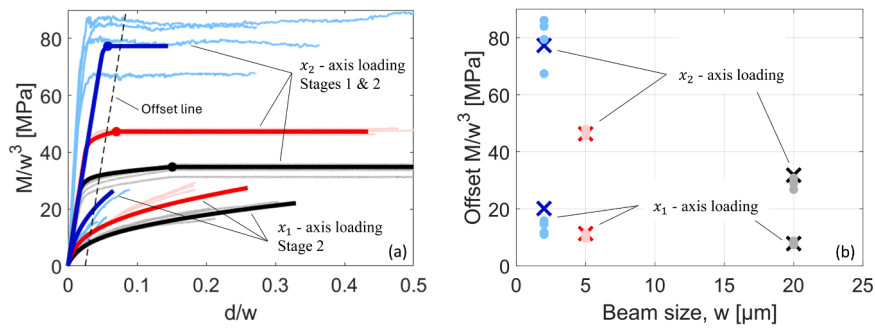 80
60
40
20
0
M/w³ [MPa]
x₂ - axis loading
Stages 1 & 2
Offset line
x₁ - axis loading
Stage 2
(a)
0 0.1 0.2 0.3 0.4 0.5
d/w
80
60
40
20
0
Offset M/w³ [MPa]
x₂ - axis loading
x₁ - axis loading
(b)
0 5 10 15 20 25
Beam size, w [µm]